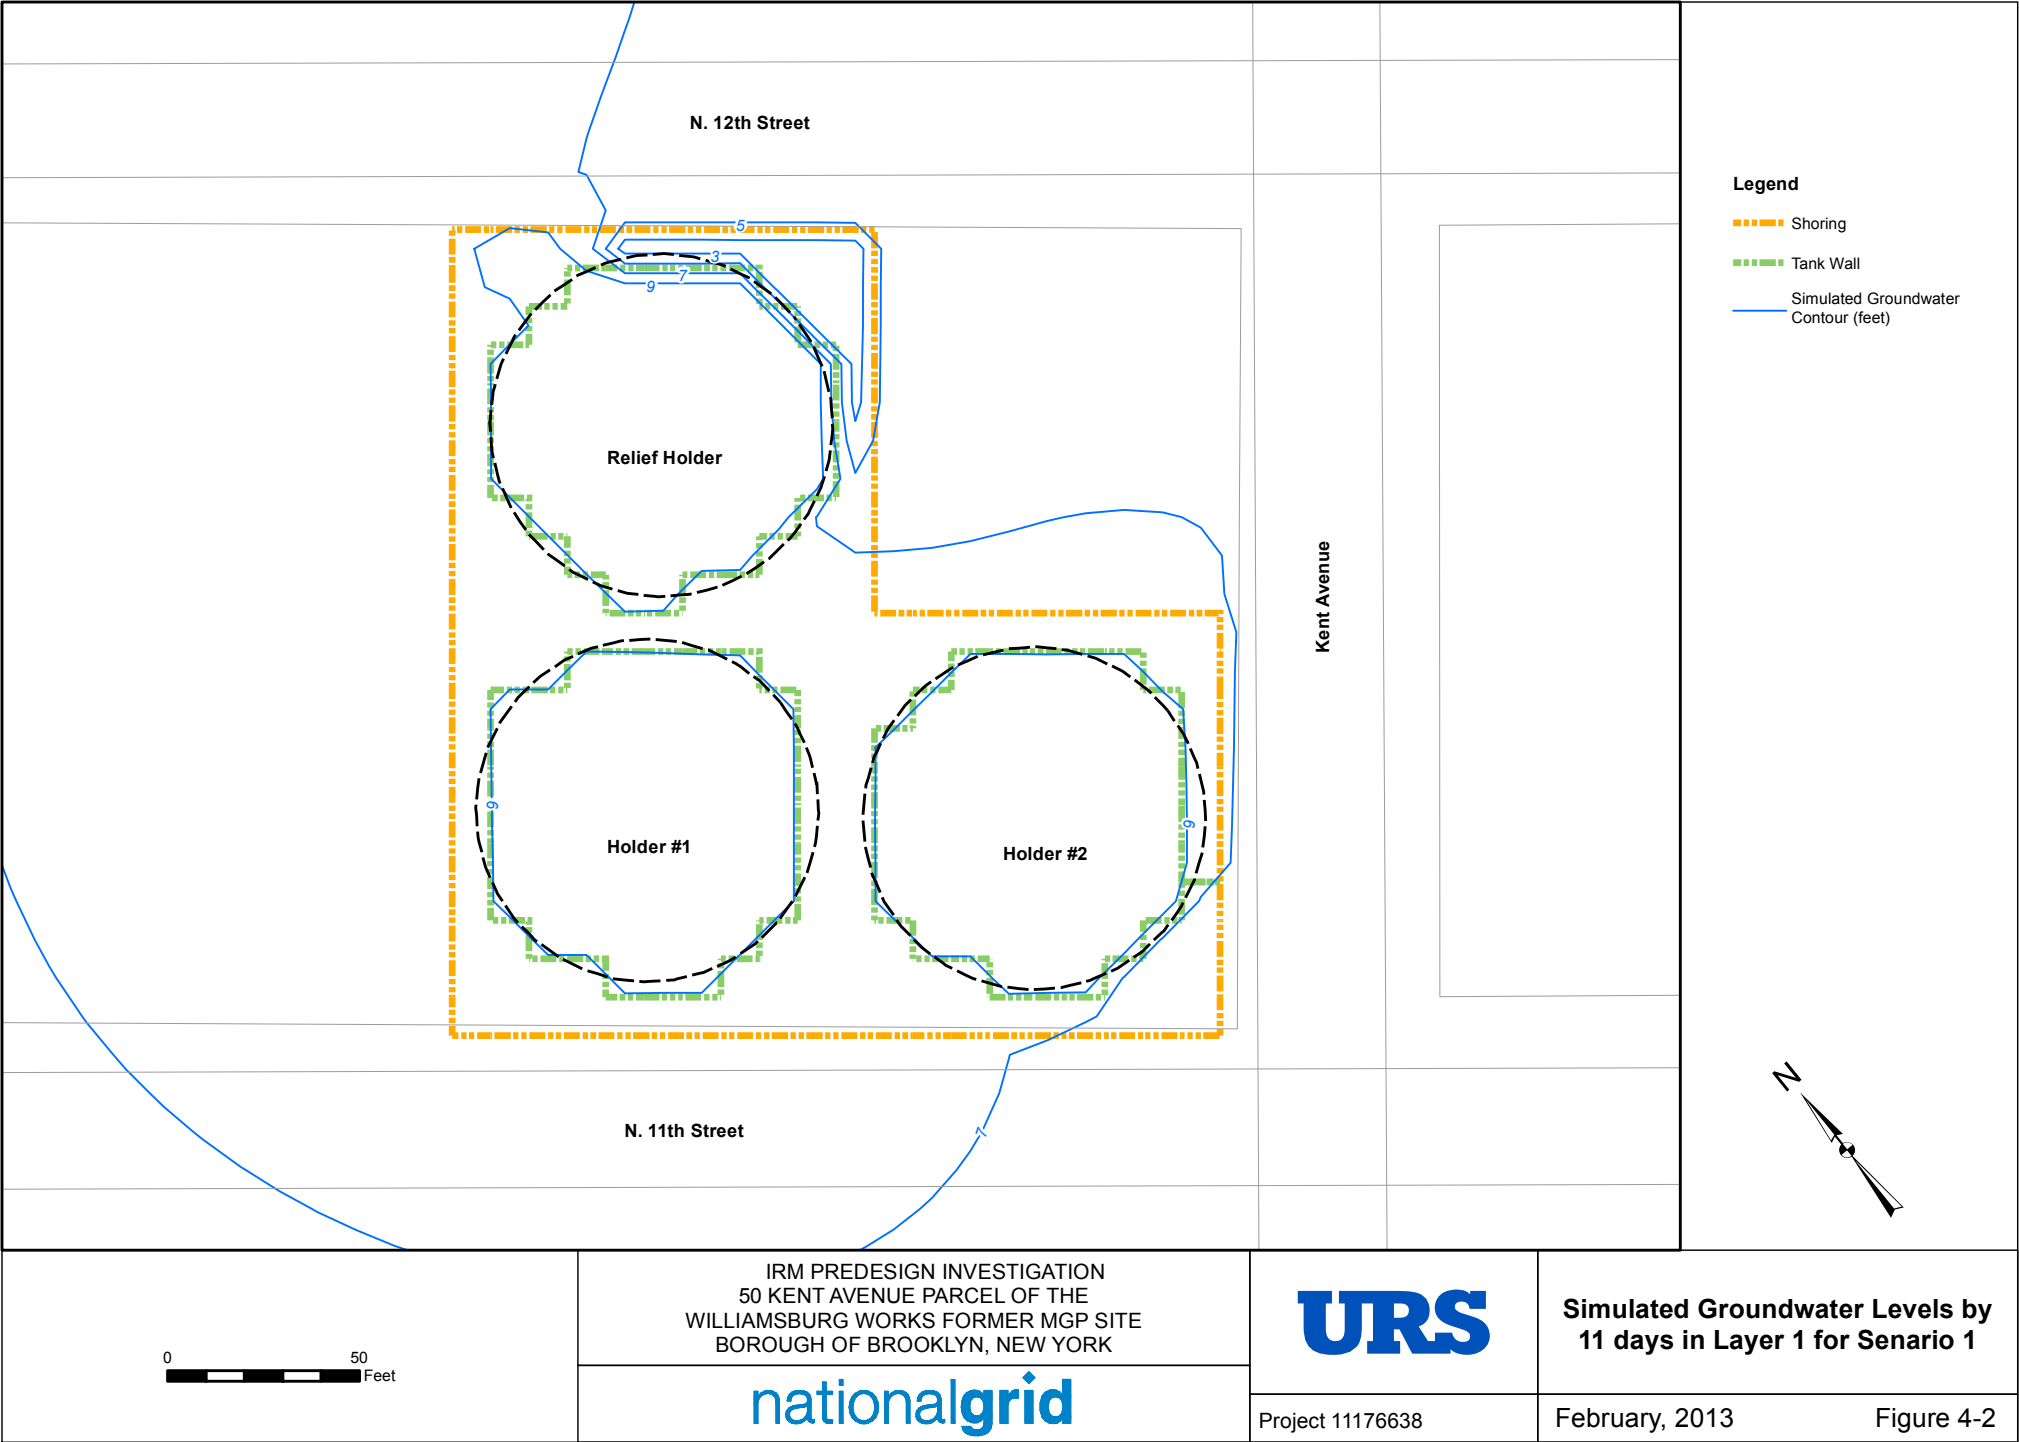 N. 12th Street
5
3
7
9
Relief Holder
Kent Avenue
9
Holder #1
9
Holder #2
N. 11th Street
7
Legend
Shoring
Tank Wall
Simulated Groundwater
Contour (feet)
N
0 50
Feet
IRM PREDESIGN INVESTIGATION
50 KENT AVENUE PARCEL OF THE
WILLIAMSBURG WORKS FORMER MGP SITE
BOROUGH OF BROOKLYN, NEW YORK
nationalgrid
URS
Project 11176638
Simulated Groundwater Levels by
11 days in Layer 1 for Senario 1
February, 2013 Figure 4-2